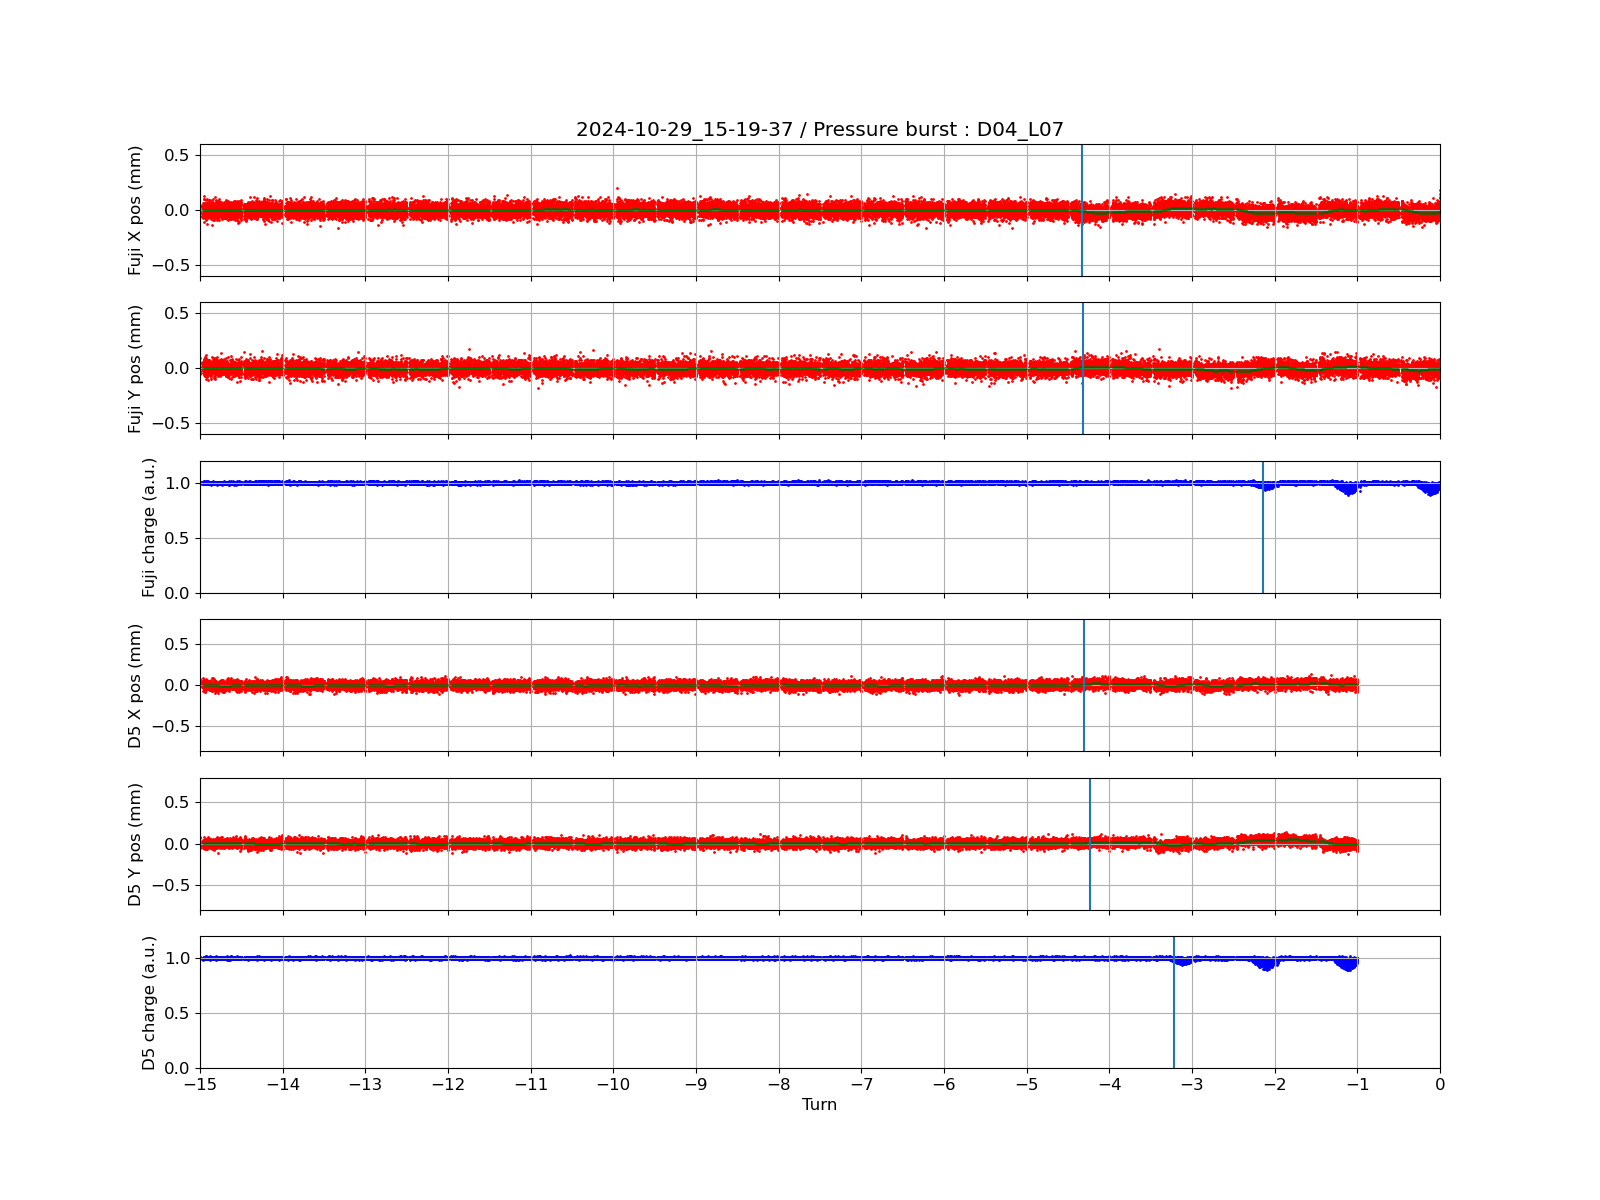 2024-10-29_15-19-37 / Pressure burst : D04_L07
Fuji X pos (mm)
0.5
0.0
−0.5
Fuji Y pos (mm)
0.5
0.0
−0.5
Fuji charge (a.u.)
1.0
0.5
0.0
D5 X pos (mm)
0.5
0.0
−0.5
D5 Y pos (mm)
0.5
0.0
−0.5
D5 charge (a.u.)
1.0
0.5
0.0
−15 −14 −13 −12 −11 −10 −9 −8 −7 −6 −5 −4 −3 −2 −1 0
Turn